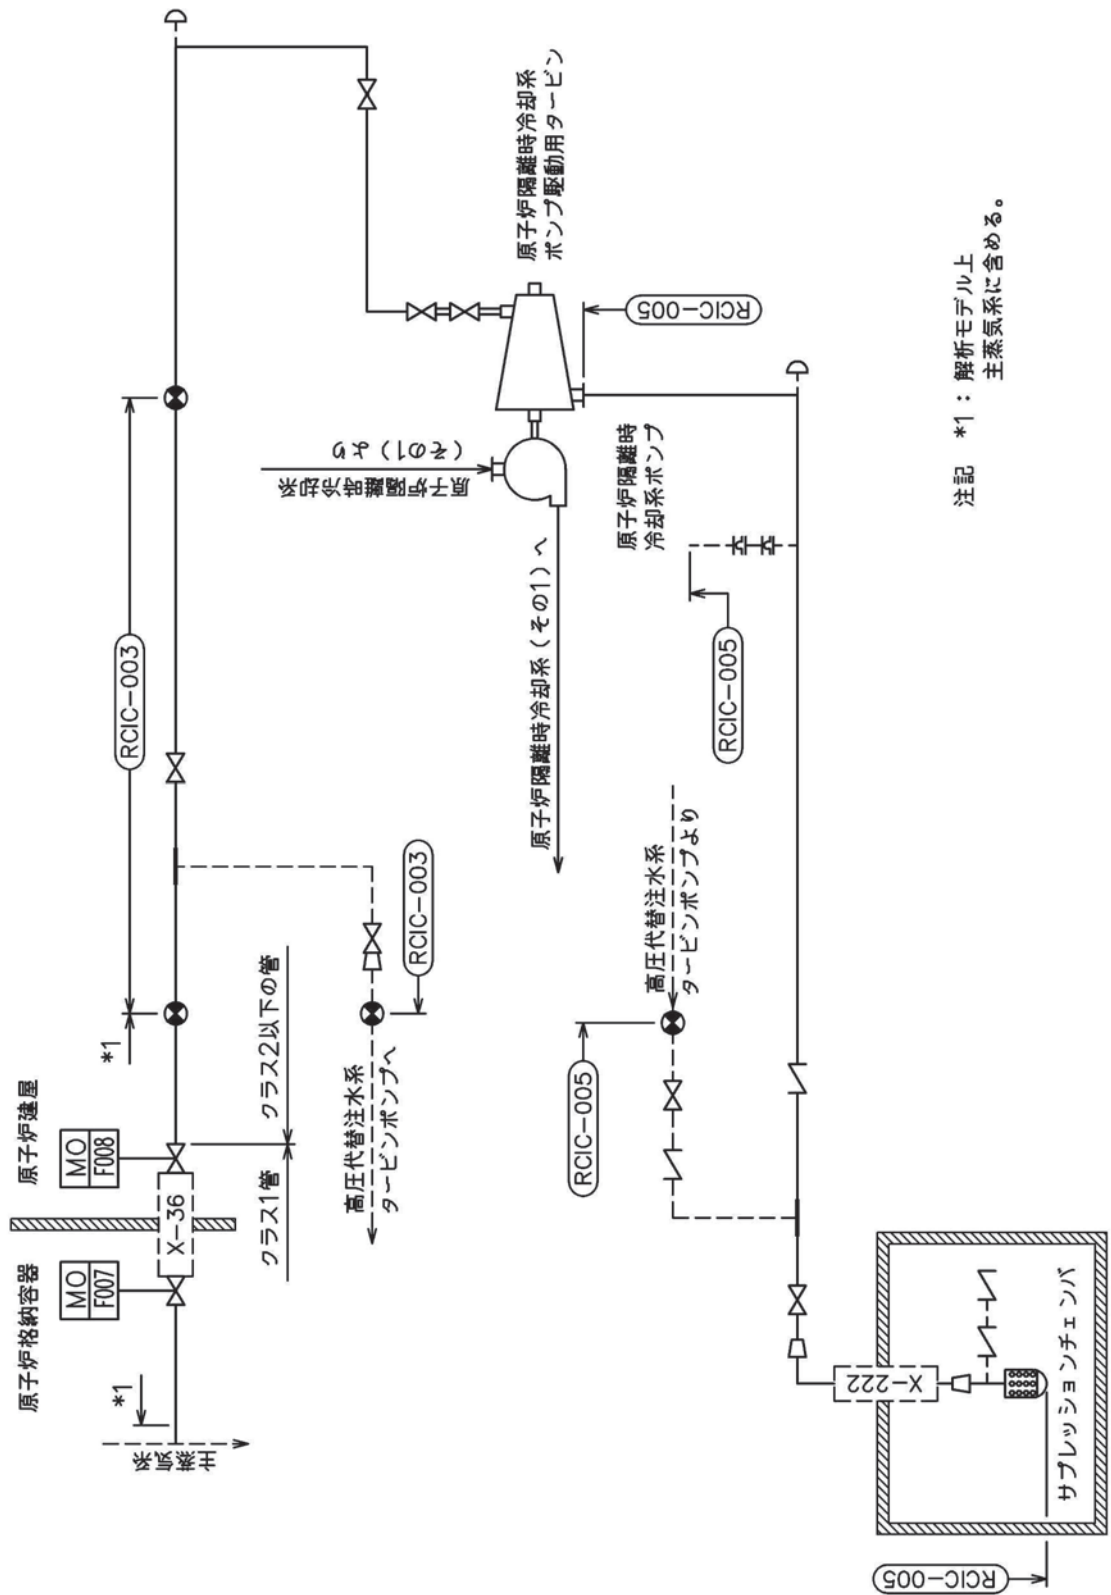 原子炉格納容器
原子炉建屋
MO
F007
MO
F008
*1
*1
RCIC-003
主蒸気系
X-36
クラス1管
クラス2以下の管
高圧代替注水系
タービンポンプへ
RCIC-003
原子炉隔離時冷却系
(その1)より
原子炉隔離時冷却系
ポンプ駆動用タービン
原子炉隔離時冷却系(その1)へ
RCIC-005
原子炉隔離時
冷却系ポンプ
RCIC-005
高圧代替注水系
タービンポンプより
RCIC-005
X-222
サプレッションチェンバ
RCIC-005
注記 *1:解析モデル上
主蒸気系に含める。